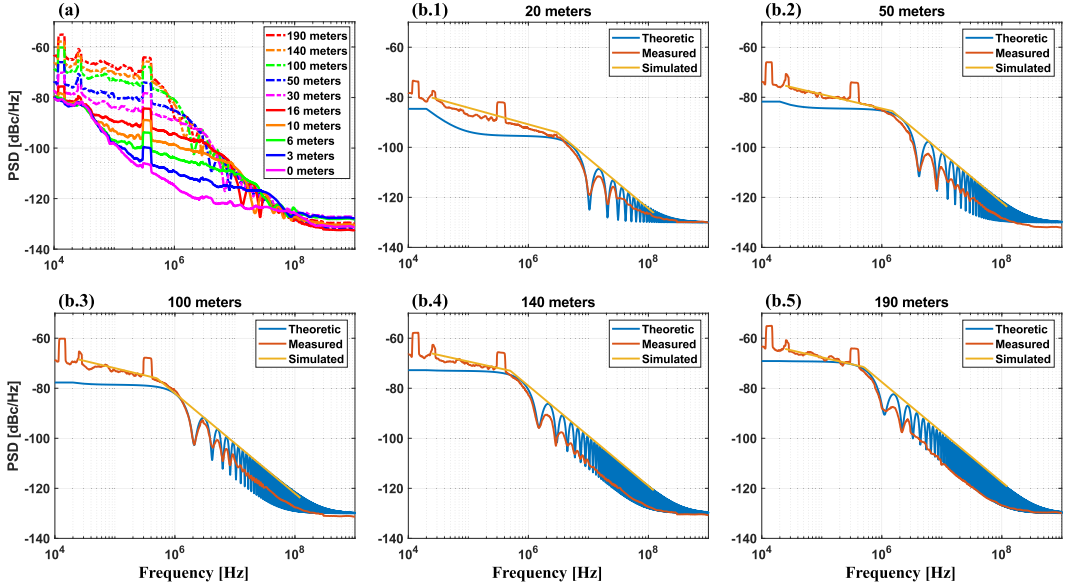 (a)
PSD [dBc/Hz]
-60
-80
-100
-120
-140
10^4
10^6
10^8
190 meters
140 meters
100 meters
50 meters
30 meters
16 meters
10 meters
6 meters
3 meters
0 meters
(b.1)
20 meters
-60
-80
-100
-120
-140
10^4
10^6
10^8
Theoretic
Measured
Simulated
(b.2)
50 meters
-60
-80
-100
-120
-140
10^4
10^6
10^8
Theoretic
Measured
Simulated
(b.3)
100 meters
PSD [dBc/Hz]
-60
-80
-100
-120
-140
10^4
10^6
10^8
Frequency [Hz]
Theoretic
Measured
Simulated
(b.4)
140 meters
-60
-80
-100
-120
-140
10^4
10^6
10^8
Frequency [Hz]
Theoretic
Measured
Simulated
(b.5)
190 meters
-60
-80
-100
-120
-140
10^4
10^6
10^8
Frequency [Hz]
Theoretic
Measured
Simulated